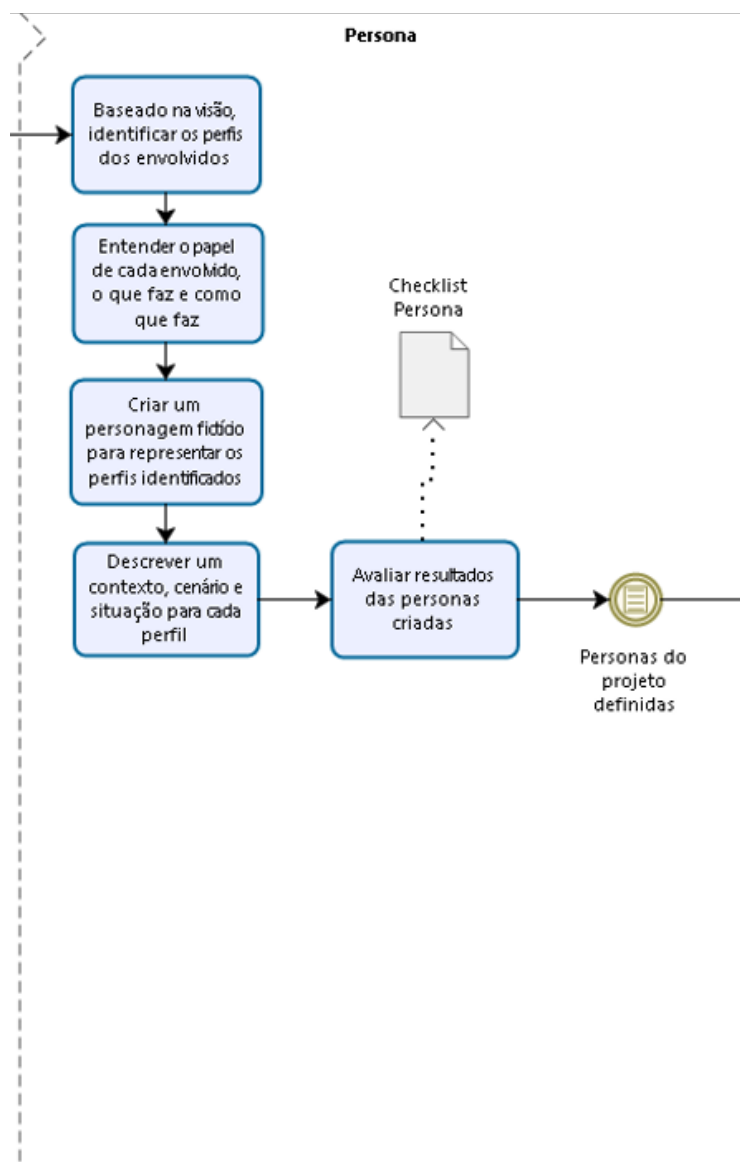 Persona
Baseado na visão,
identificar os perfis
dos envolvidos
Entender o papel
de cada envolvido,
o que faz e como
que faz
Checklist
Persona
Criar um
personagem fictício
para representar os
perfis identificados
Descrever um
contexto, cenário e
situação para cada
perfil
Avaliar resultados
das personas
criadas
Personas do
projeto
definidas